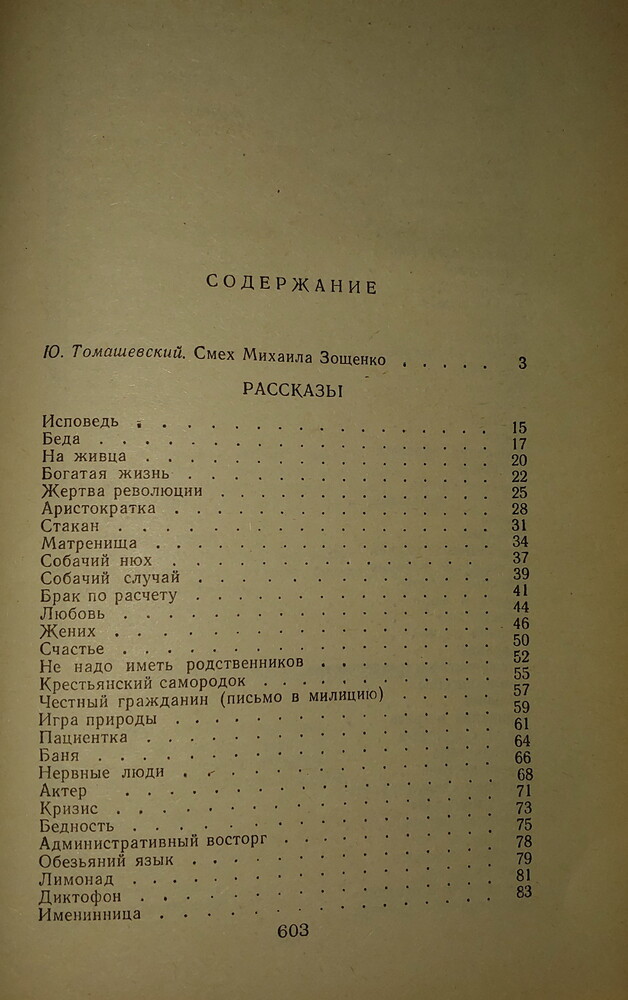 СОДЕРЖАНИЕ
Ю. Томашевский. Смех Михаила Зощенко . . . . . 3
РАССКАЗЫ
Исповедь . . . . . . . . . . . . . . . 15
Беда . . . . . . . . . . . . . . . 17
На живца . . . . . . . . . . . . . . . 20
Богатая жизнь . . . . . . . . . . . . . 22
Жертва революции . . . . . . . . . . . . 25
Аристократка . . . . . . . . . . . . . 28
Стакан . . . . . . . . . . . . . . . 31
Матренища . . . . . . . . . . . . . . 34
Собачий нюх . . . . . . . . . . . . . 37
Собачий случай . . . . . . . . . . . . 39
Брак по расчету . . . . . . . . . . . . 41
Любовь . . . . . . . . . . . . . . . 44
Жених . . . . . . . . . . . . . . . 46
Счастье . . . . . . . . . . . . . . . 50
Не надо иметь родственников . . . . . . . . 52
Крестьянский самородок . . . . . . . . . . 55
Честный гражданин (письмо в милицию) . . . . . 57
Игра природы . . . . . . . . . . . . . 59
Пациентка . . . . . . . . . . . . . . 61
Баня . . . . . . . . . . . . . . . 64
Нервные люди . . . . . . . . . . . . . 66
Актер . . . . . . . . . . . . . . . 68
Кризис . . . . . . . . . . . . . . . 71
Бедность . . . . . . . . . . . . . . 73
Административный восторг . . . . . . . . . 75
Обезьяний язык . . . . . . . . . . . . 78
Лимонад . . . . . . . . . . . . . . 79
Диктофон . . . . . . . . . . . . . . 81
Именинница . . . . . . . . . . . . . . 83
603